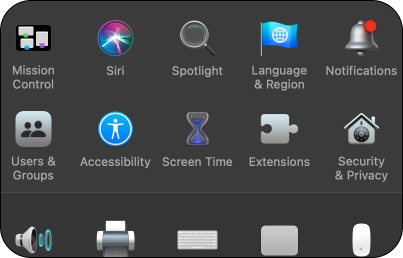 Mission Control
Siri
Spotlight
Language & Region
Notifications
Users & Groups
Accessibility
Screen Time
Extensions
Security & Privacy